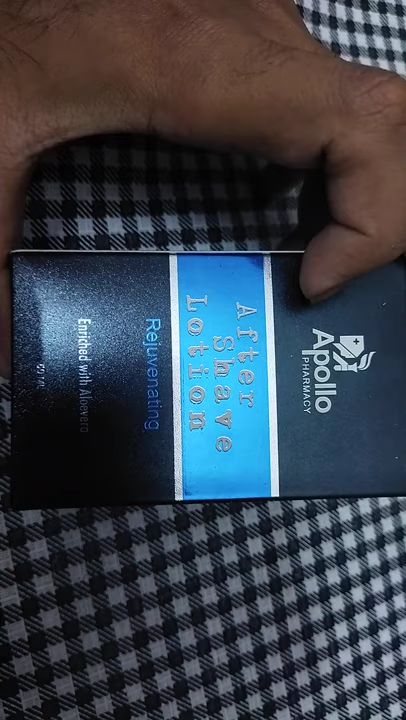 Apollo
PHARMACY
After
Shave
Lotion
Rejuvenating
Enriched with Aloevera